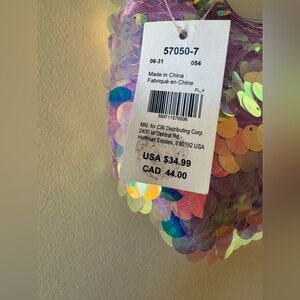 57050-7
06-31 054
Made in China
Fabriqué en Chine
FL_4
Mfd. for CBI Distributing Corp.
2400 W Central Rd.
Hoffman Estates, Il 60192 USA
USA $34.99
CAD 44.00